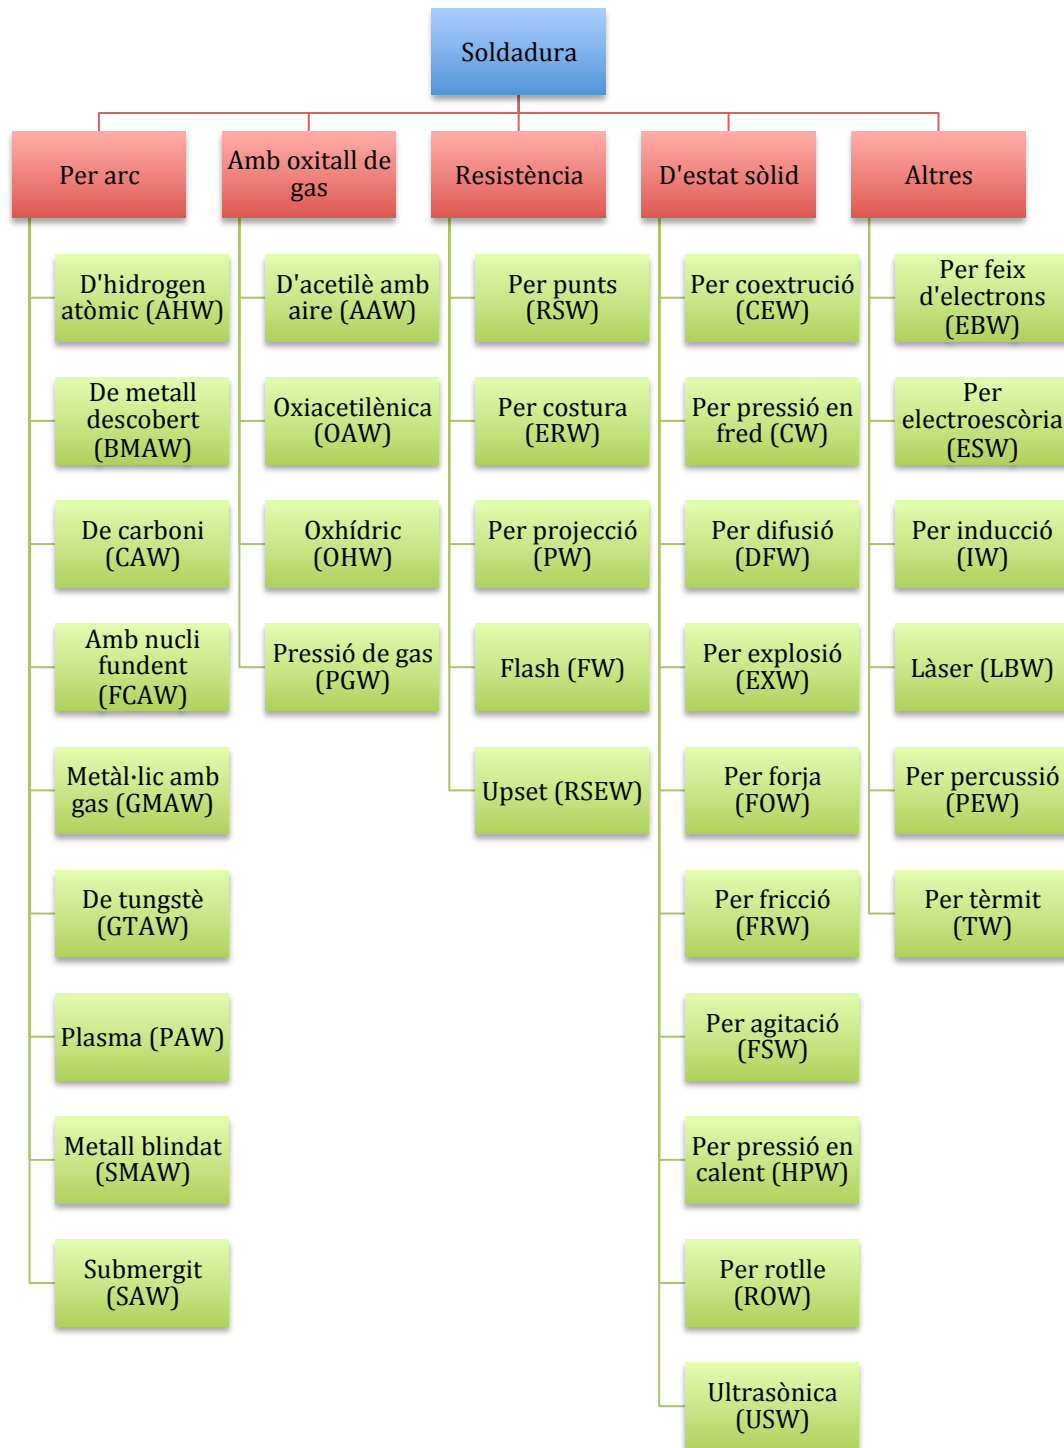 Soldadura
Per arc
D'hidrogen
atòmic (AHW)
De metall
descobert
(BMAW)
De carboni
(CAW)
Amb nucli
fundent
(FCAW)
Metàl·lic amb
gas (GMAW)
De tungstè
(GTAW)
Plasma (PAW)
Metall blindat
(SMAW)
Submergit
(SAW)
Amb oxitall de
gas
D'acetilè amb
aire (AAW)
Oxiacetilènica
(OAW)
Oxhídric
(OHW)
Pressió de gas
(PGW)
Resistència
Per punts
(RSW)
Per costura
(ERW)
Per projecció
(PW)
Flash (FW)
Upset (RSEW)
D'estat sòlid
Per coextrució
(CEW)
Per pressió en
fred (CW)
Per difusió
(DFW)
Per explosió
(EXW)
Per forja
(FOW)
Per fricció
(FRW)
Per agitació
(FSW)
Per pressió en
calent (HPW)
Per rotlle
(ROW)
Ultrasònica
(USW)
Altres
Per feix
d'electrons
(EBW)
Per
electroescòria
(ESW)
Per inducció
(IW)
Làser (LBW)
Per percussió
(PEW)
Per tèrmit
(TW)